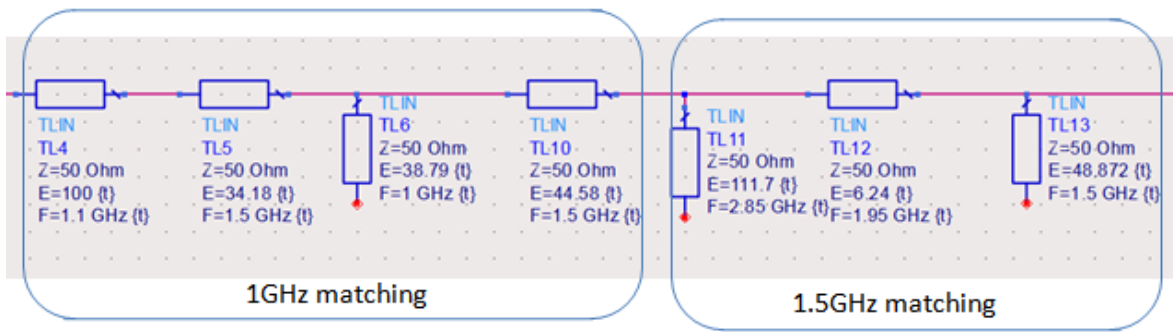 TLIN
TL4
Z=50 Ohm
E=100 {t}
F=1.1 GHz {t}
TLIN
TL5
Z=50 Ohm
E=34.18 {t}
F=1.5 GHz {t}
TLIN
TL6
Z=50 Ohm
E=38.79 {t}
F=1 GHz {t}
TLIN
TL10
Z=50 Ohm
E=44.58 {t}
F=1.5 GHz {t}
TLIN
TL11
Z=50 Ohm
E=111.7 {t}
F=2.85 GHz {t}
TLIN
TL12
Z=50 Ohm
E=6.24 {t}
F=1.95 GHz {t}
TLIN
TL13
Z=50 Ohm
E=48.872 {t}
F=1.5 GHz {t}
1GHz matching
1.5GHz matching